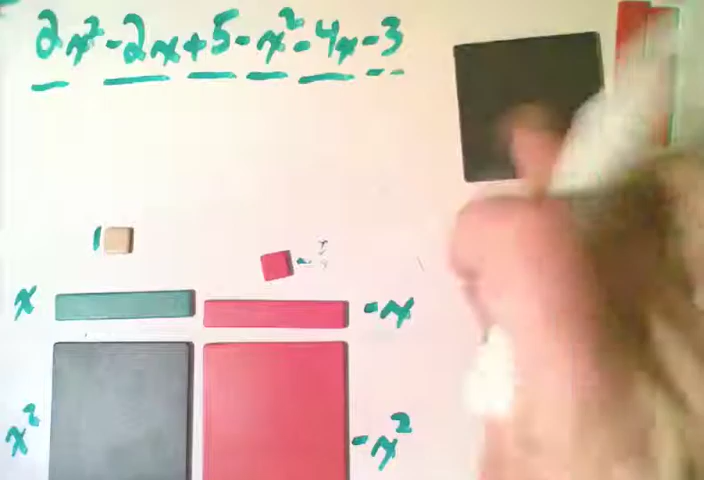 2x² - 2x + 5 - x² - 4x - 3
1
x
-x
x²
-x²